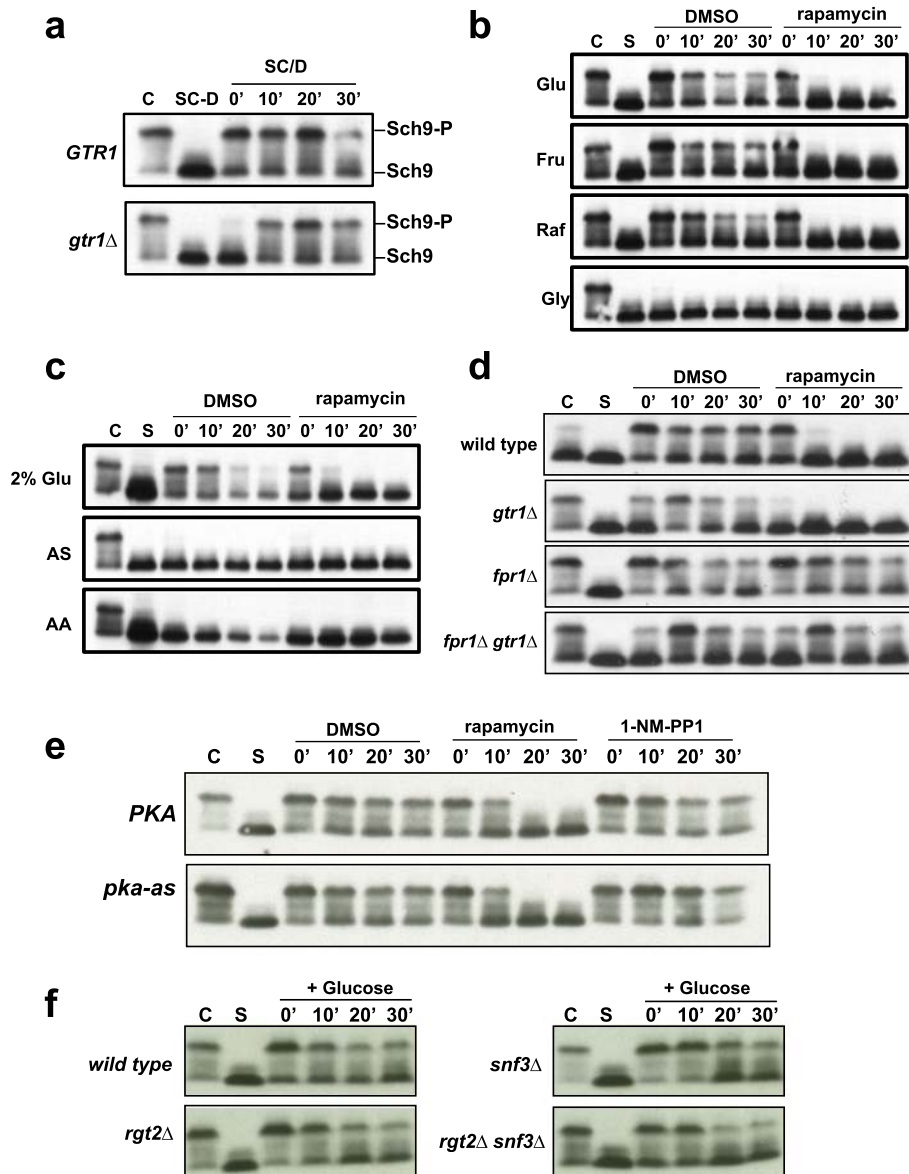 a
SC/D
C SC-D 0’ 10’ 20’ 30’
GTR1
Sch9-P
Sch9
gtr1Δ
Sch9-P
Sch9
b
DMSO rapamycin
C S 0’ 10’ 20’ 30’ 0’ 10’ 20’ 30’
Glu
Fru
Raf
Gly
c
DMSO rapamycin
C S 0’ 10’ 20’ 30’ 0’ 10’ 20’ 30’
2% Glu
AS
AA
d
DMSO rapamycin
C S 0’ 10’ 20’ 30’ 0’ 10’ 20’ 30’
wild type
gtr1Δ
fpr1Δ
fpr1Δ gtr1Δ
e
DMSO rapamycin 1-NM-PP1
C S 0’ 10’ 20’ 30’ 0’ 10’ 20’ 30’ 0’ 10’ 20’ 30’
PKA
pka-as
f
+ Glucose
C S 0’ 10’ 20’ 30’
wild type
rgt2Δ
+ Glucose
C S 0’ 10’ 20’ 30’
snf3Δ
rgt2Δ snf3Δ